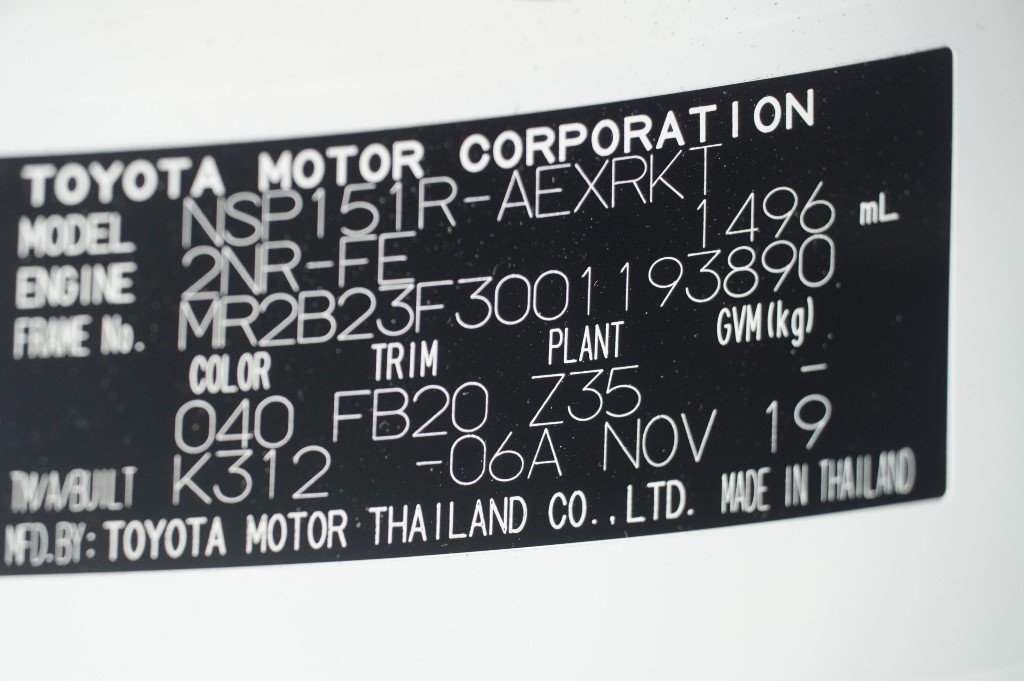 TOYOTA MOTOR CORPORATION
MODEL NSP151R-AEXRKT
ENGINE 2NR-FE 1496 mL
FRAME No. MR2B23F3001193890
COLOR TRIM PLANT GVM(kg)
040 FB20 Z35 -
T/M/A/BUILT K312 -06A NOV 19
MFD.BY: TOYOTA MOTOR THAILAND CO.,LTD. MADE IN THAILAND